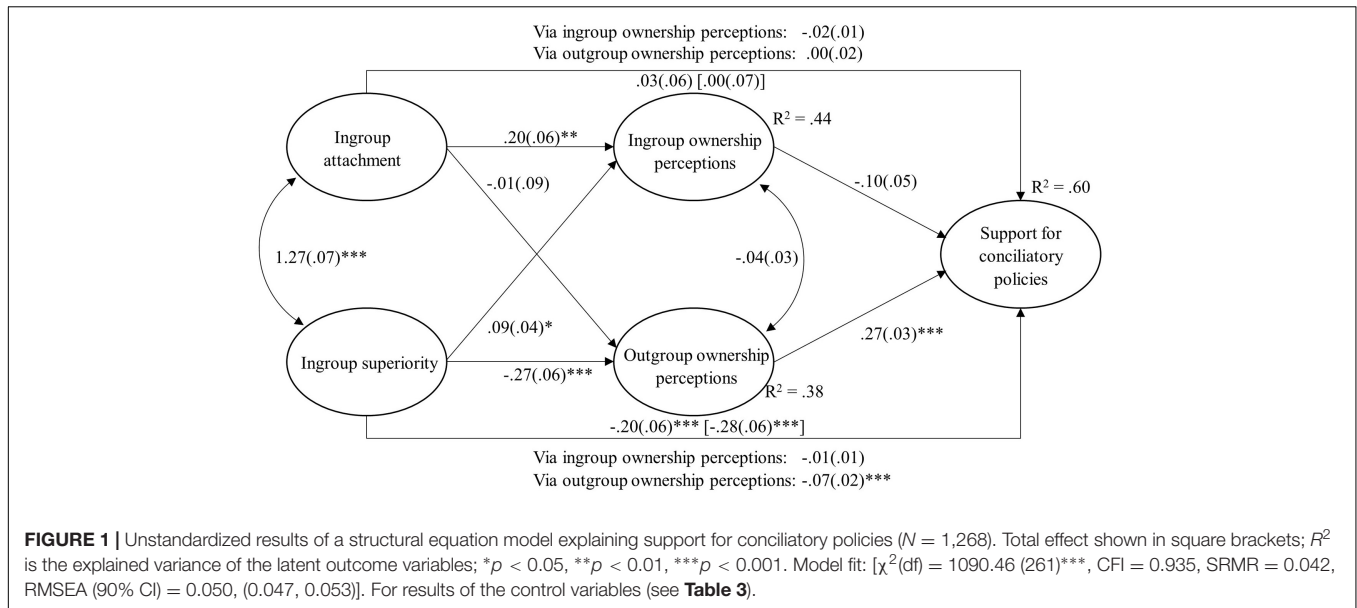 Via ingroup ownership perceptions: -.02(.01)
Via outgroup ownership perceptions: .00(.02)
.03(.06) [.00(.07)]
Ingroup
attachment
.20(.06)**
Ingroup ownership
perceptions
R² = .44
-.01(.09)
-.10(.05)
R² = .60
Support for
conciliatory
policies
1.27(.07)***
-.04(.03)
.09(.04)*
.27(.03)***
Ingroup superiority
-.27(.06)***
Outgroup ownership
perceptions
R² = .38
-.20(.06)*** [-.28(.06)***]
Via ingroup ownership perceptions: -.01(.01)
Via outgroup ownership perceptions: -.07(.02)***
FIGURE 1 | Unstandardized results of a structural equation model explaining support for conciliatory policies (N = 1,268). Total effect shown in square brackets; R²
is the explained variance of the latent outcome variables; *p < 0.05, **p < 0.01, ***p < 0.001. Model fit: [χ²(df) = 1090.46 (261)***, CFI = 0.935, SRMR = 0.042,
RMSEA (90% CI) = 0.050, (0.047, 0.053)]. For results of the control variables (see Table 3).